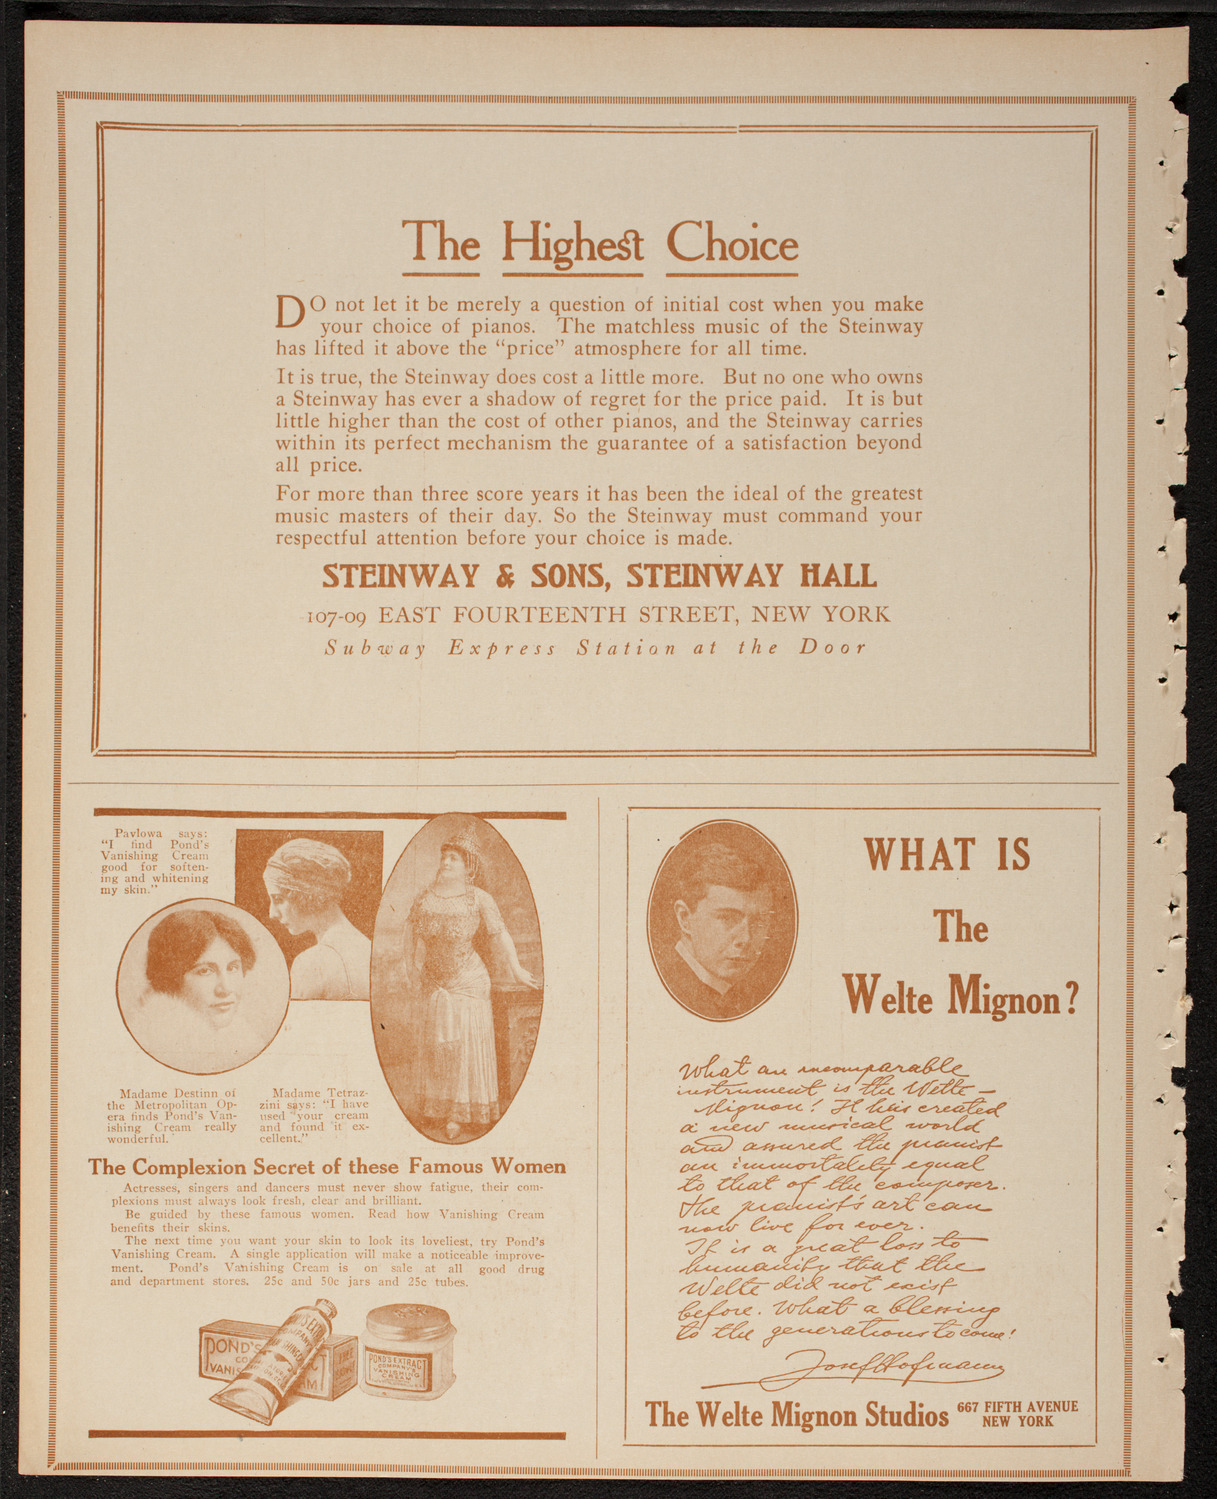 The Highest Choice
DO not let it be merely a question of initial cost when you make
your choice of pianos. The matchless music of the Steinway
has lifted it above the "price" atmosphere for all time.
It is true, the Steinway does cost a little more. But no one who owns
a Steinway has ever a shadow of regret for the price paid. It is but
little higher than the cost of other pianos, and the Steinway carries
within its perfect mechanism the guarantee of a satisfaction beyond
all price.
For more than three score years it has been the ideal of the greatest
music masters of their day. So the Steinway must command your
respectful attention before your choice is made.
STEINWAY & SONS, STEINWAY HALL
107-09 EAST FOURTEENTH STREET, NEW YORK
Subway Express Station at the Door
Pavlowa says:
"I find Pond's
Vanishing Cream
good for soften-
ing and whitening
my skin."
Madame Destinn of
the Metropolitan Op-
era finds Pond's Van-
ishing Cream really
wonderful.
Madame Tetraz-
zini says: "I have
used your cream
and found it ex-
cellent."
The Complexion Secret of these Famous Women
Actresses, singers and dancers must never show fatigue, their com-
plexions must always look fresh, clear and brilliant.
Be guided by these famous women. Read how Vanishing Cream
benefits their skins.
The next time you want your skin to look its loveliest, try Pond's
Vanishing Cream. A single application will make a noticeable improve-
ment. Pond's Vanishing Cream is on sale at all good drug
and department stores. 25c and 50c jars and 25c tubes.
POND'S
VANIS
POND'S EXTRACT
COMPANY'S
VANISHING
CREAM
WHAT IS
The
Welte Mignon?
What an incomparable
instrument is the Welte-
Mignon! It has created
a new musical world
and assured the pianist
an immortality equal
to that of the composer.
The pianist's art can
now live for ever.
It is a great loss to
humanity that the
Welte did not exist
before. What a blessing
to the generations to come!
Josef Hofmann
The Welte Mignon Studios
667 FIFTH AVENUE
NEW YORK